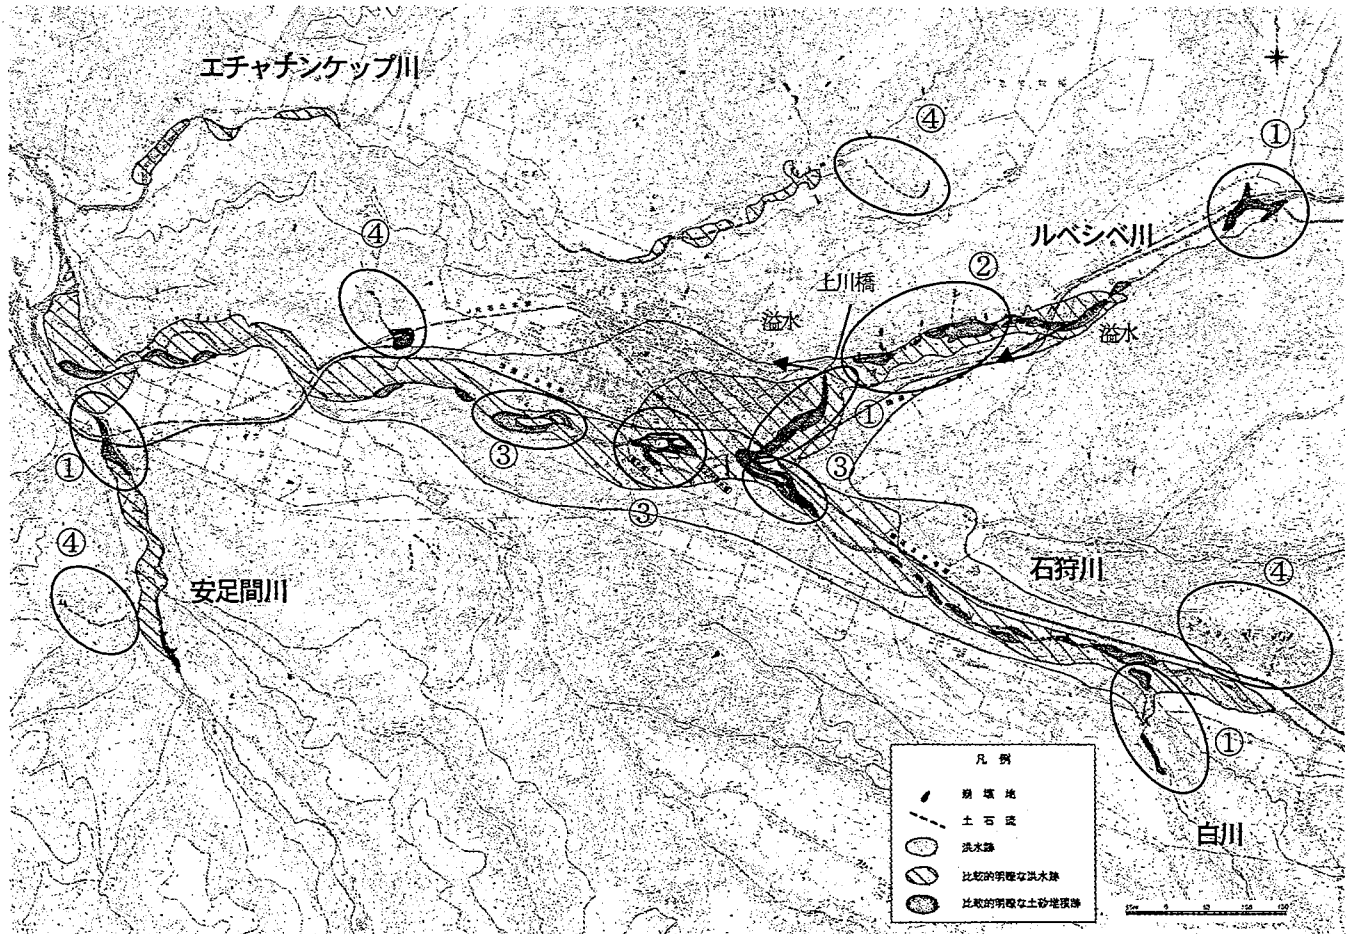 エチャナンケップ川
④
①
④
ルベシベ川
②
上川橋
溢水
溢水
①
③
③
③
①
④
安足間川
石狩川
④
①
白川
凡 例
崩 壊 地
土 石 流
洪水跡
比較的明瞭な洪水跡
比較的明瞭な土砂堆積跡